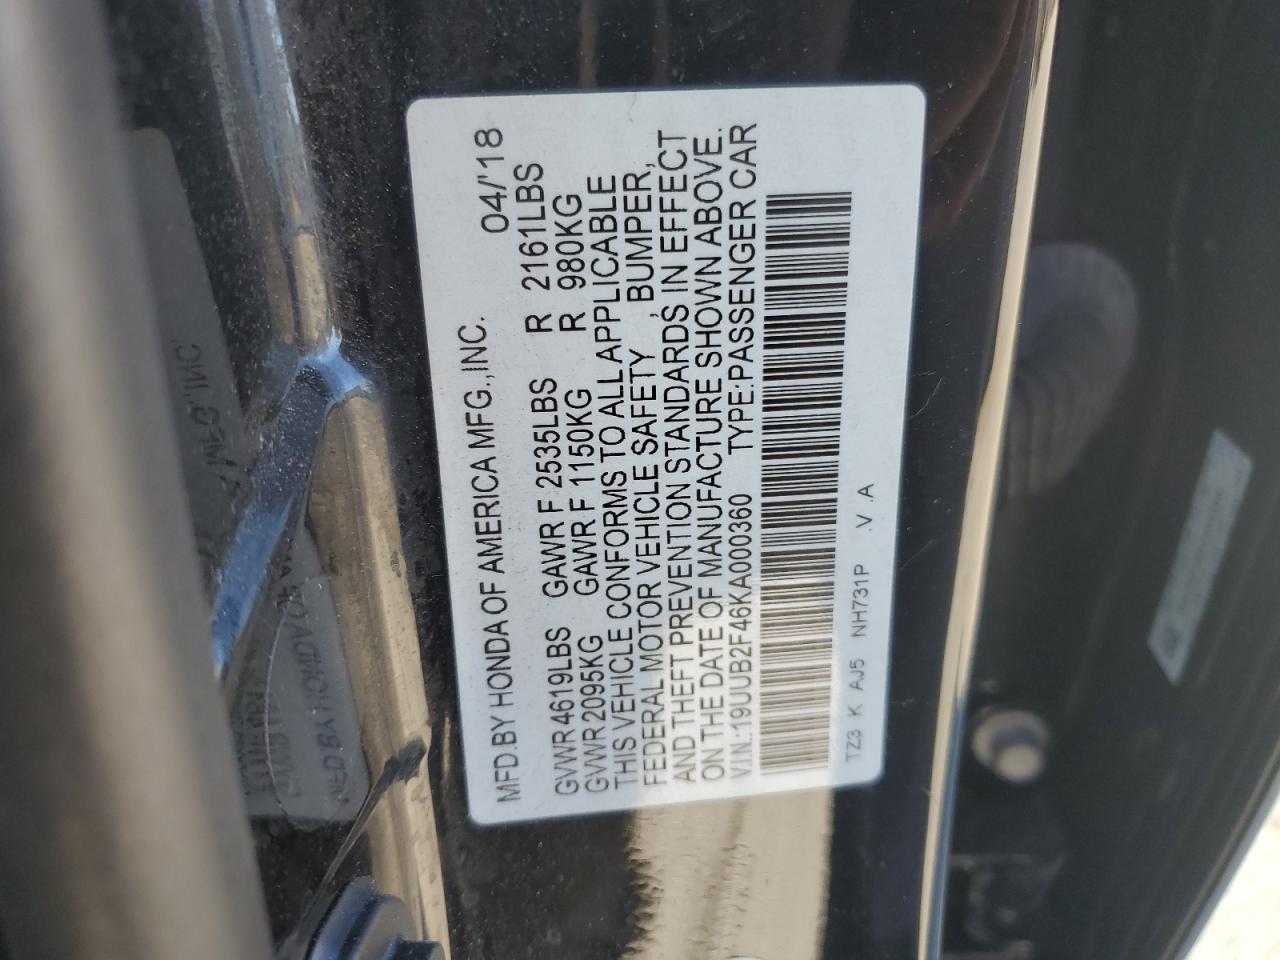 MFD.BY HONDA OF AMERICA MFG.,INC. 04/'18
GVWR 4619LBS GAWR F 2535LBS R 2161LBS
GVWR 2095KG GAWR F 1150KG R 980KG
THIS VEHICLE CONFORMS TO ALL APPLICABLE
FEDERAL MOTOR VEHICLE SAFETY , BUMPER,
AND THEFT PREVENTION STANDARDS IN EFFECT
ON THE DATE OF MANUFACTURE SHOWN ABOVE.
V.I.N.:19UUB2F46KA000360 TYPE:PASSENGER CAR
TZ3 K AJ5 NH731P .V .A